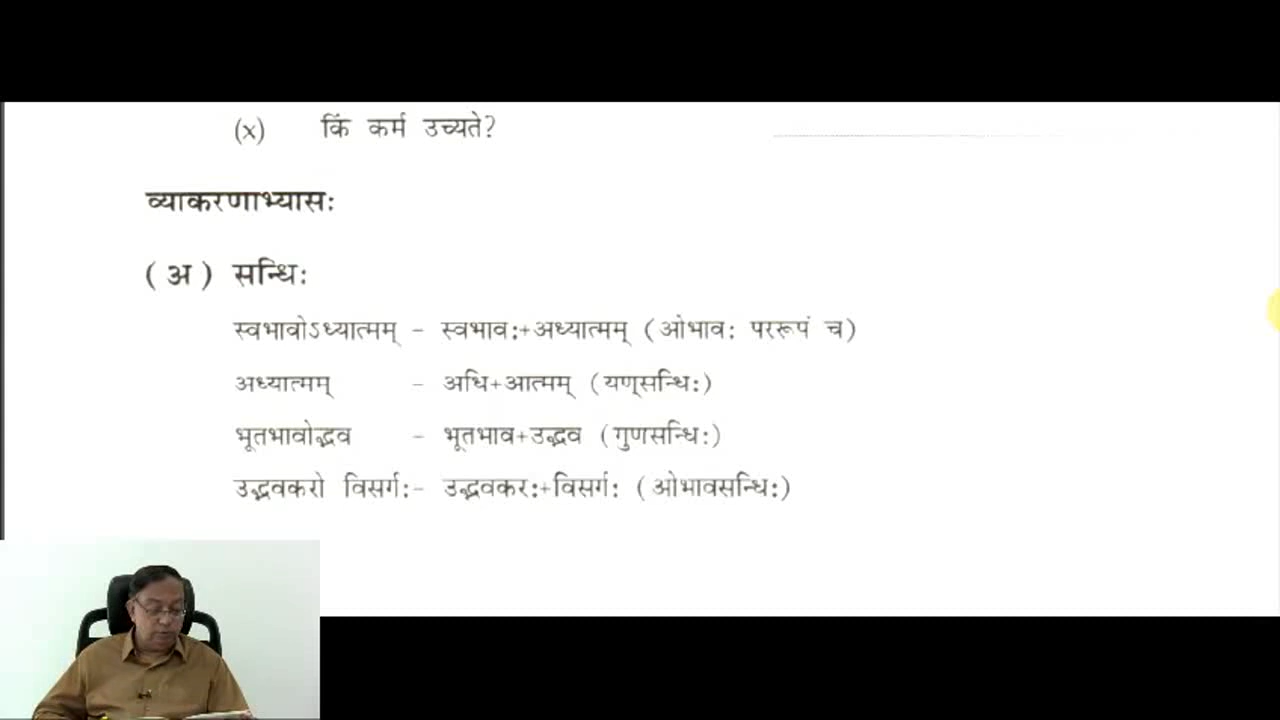 (x) किं कर्म उच्यते?
व्याकरणाभ्यासः
(अ) सन्धिः
स्वभावोऽध्यात्मम् - स्वभावः+अध्यात्मम् (ओभावः पररूपं च)
अध्यात्मम् - अधि+आत्मम् (यण्सन्धिः)
भूतभावोद्भव - भूतभाव+उद्भव (गुणसन्धिः)
उद्भवकरो विसर्गः- उद्भवकरः+विसर्गः (ओभावसन्धिः)